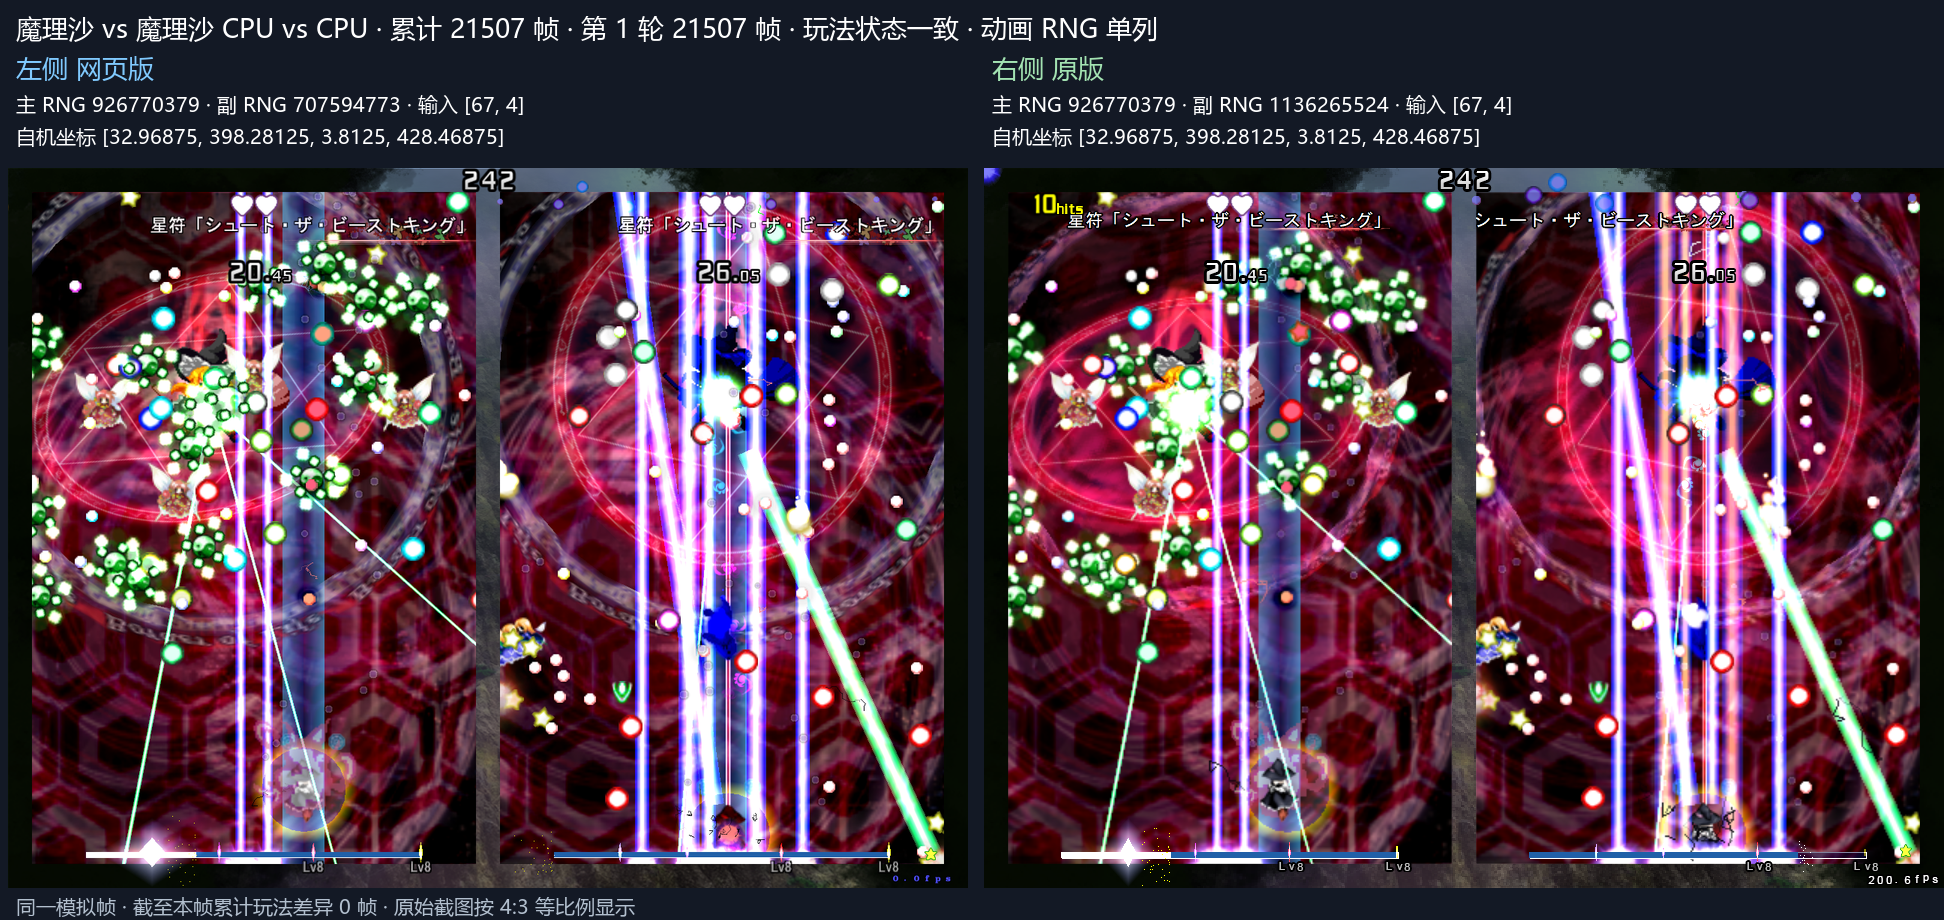 魔理沙 vs 魔理沙 CPU vs CPU · 累计 21507 帧 · 第 1 轮 21507 帧 · 玩法状态一致 · 动画 RNG 单列
左侧 网页版
主 RNG 926770379 · 副 RNG 707594773 · 输入 [67, 4]
自机坐标 [32.96875, 398.28125, 3.8125, 428.46875]
右侧 原版
主 RNG 926770379 · 副 RNG 1136265524 · 输入 [67, 4]
自机坐标 [32.96875, 398.28125, 3.8125, 428.46875]
242
星符「シュート・ザ・ビーストキング」
星符「シュート・ザ・ビーストキング」
20.45
26.05
Lv8
Lv8
Lv8
Lv8
0.0fps
242
10hits
星符「シュート・ザ・ビーストキング」
シュート・ザ・ビーストキング」
20.45
26.05
Lv8
Lv8
Lv8
Lv8
200.6fps
同一模拟帧 · 截至本帧累计玩法差异 0 帧 · 原始截图按 4:3 等比例显示